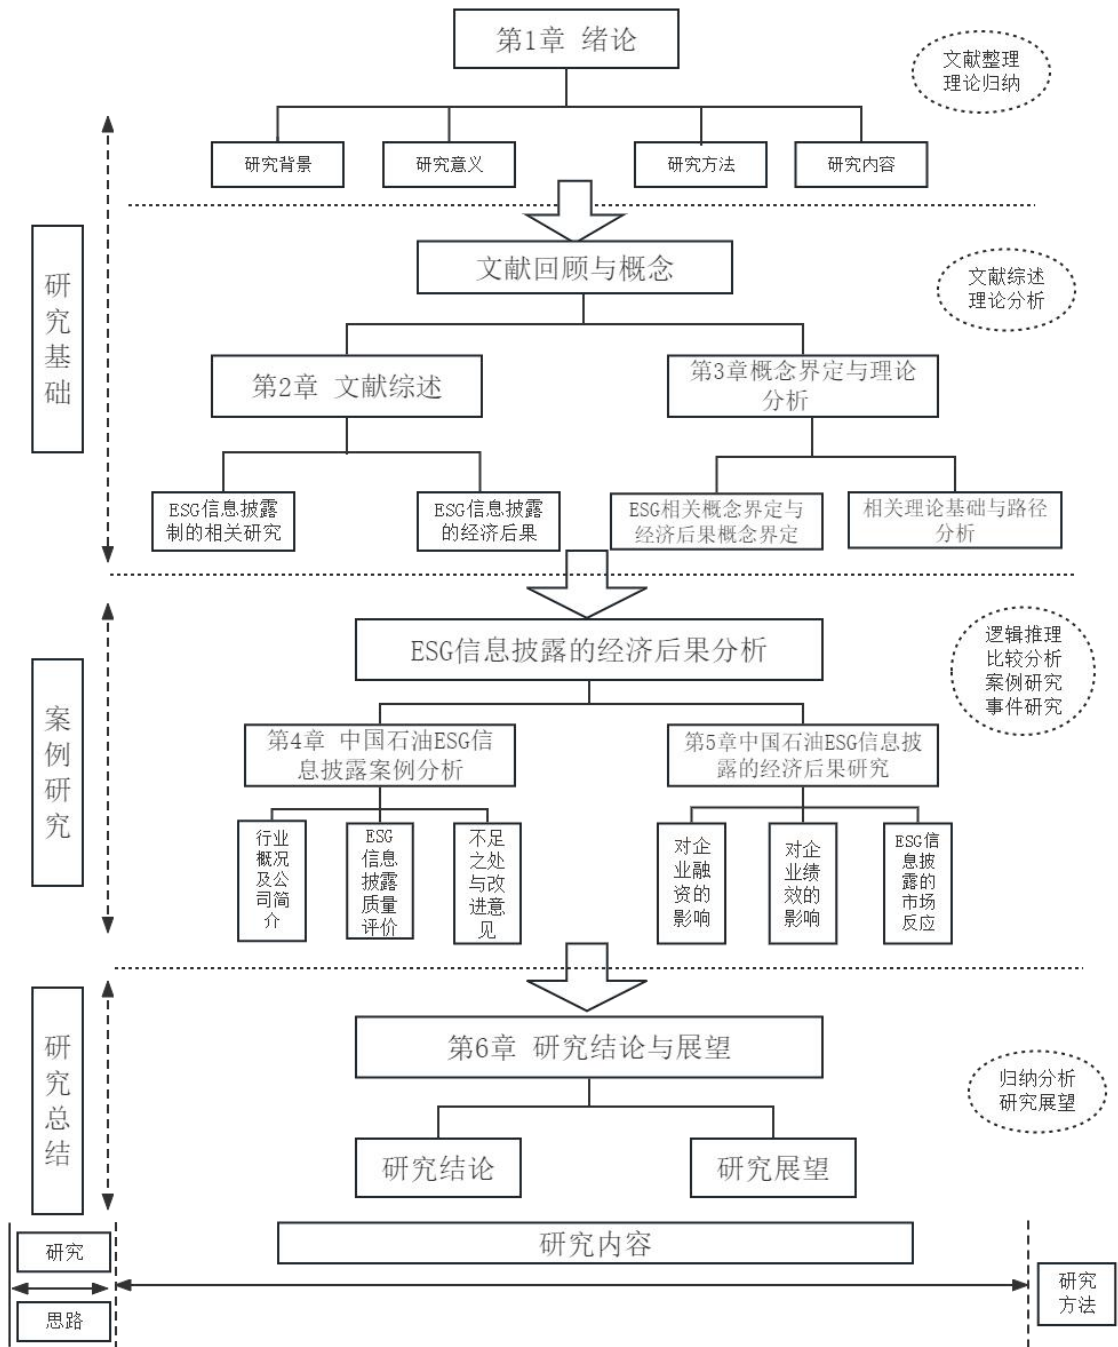 第1章 绪论
文献整理
理论归纳
研究背景
研究意义
研究方法
研究内容
研究基础
文献回顾与概念
文献综述
理论分析
第2章 文献综述
第3章概念界定与理论
分析
ESG信息披露
制的相关研究
ESG信息披露
的经济后果
ESG相关概念界定与
经济后果概念界定
相关理论基础与路径
分析
案例研究
ESG信息披露的经济后果分析
逻辑推理
比较分析
案例研究
事件研究
第4章 中国石油ESG信
息披露案例分析
第5章中国石油ESG信息披
露的经济后果研究
行业
概况
及公
司简
介
ESG
信息
披露
质量
评价
不足
之处
与改
进意
见
对企
业融
资的
影响
对企
业绩
效的
影响
ESG信
息披
露的
市场
反应
研究总结
第6章 研究结论与展望
归纳分析
研究展望
研究结论
研究展望
研究
思路
研究内容
研究
方法